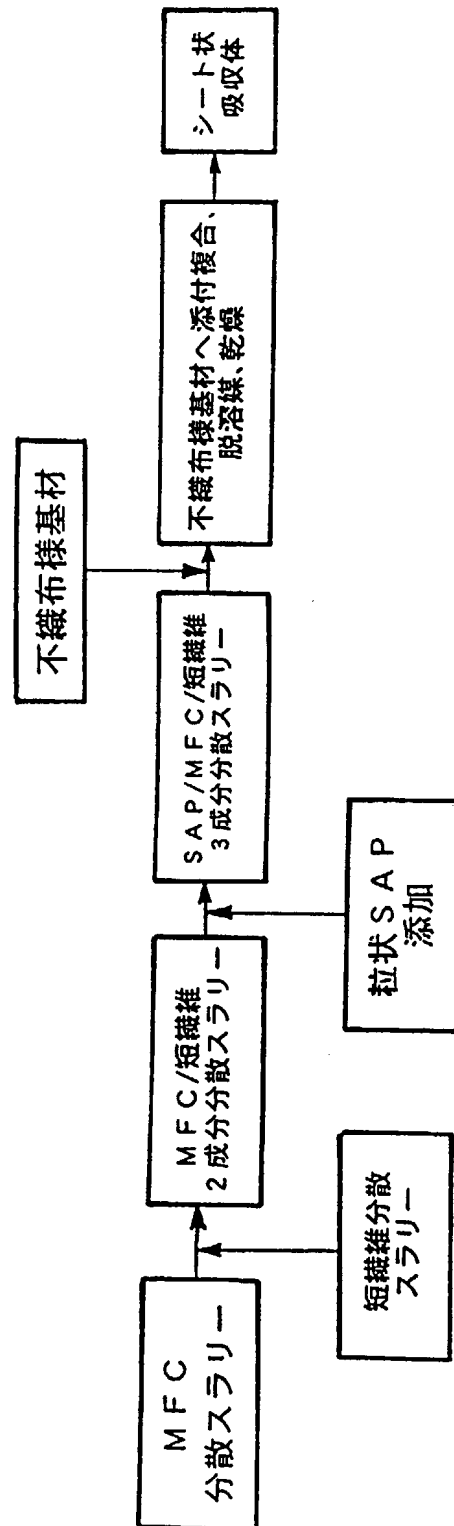 MFC
分散スラリー
短繊維分散
スラリー
MFC/短繊維
2成分分散スラリー
粒状SAP
添加
SAP/MFC/短繊維
3成分分散スラリー
不織布様基材
不織布様基材へ添付複合、
脱溶媒、乾燥
シート状
吸収体